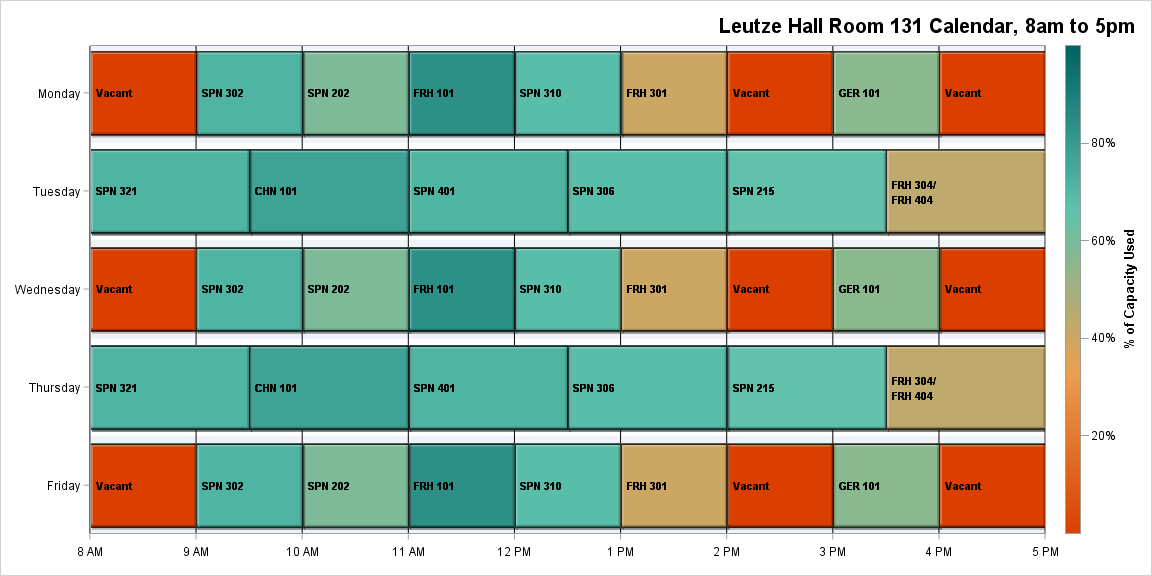 Leutze Hall Room 131 Calendar, 8am to 5pm
Monday
Vacant
SPN 302
SPN 202
FRH 101
SPN 310
FRH 301
Vacant
GER 101
Vacant
Tuesday
SPN 321
CHN 101
SPN 401
SPN 306
SPN 215
FRH 304/
FRH 404
Wednesday
Vacant
SPN 302
SPN 202
FRH 101
SPN 310
FRH 301
Vacant
GER 101
Vacant
Thursday
SPN 321
CHN 101
SPN 401
SPN 306
SPN 215
FRH 304/
FRH 404
Friday
Vacant
SPN 302
SPN 202
FRH 101
SPN 310
FRH 301
Vacant
GER 101
Vacant
8 AM
9 AM
10 AM
11 AM
12 PM
1 PM
2 PM
3 PM
4 PM
5 PM
80%
60%
40%
20%
% of Capacity Used